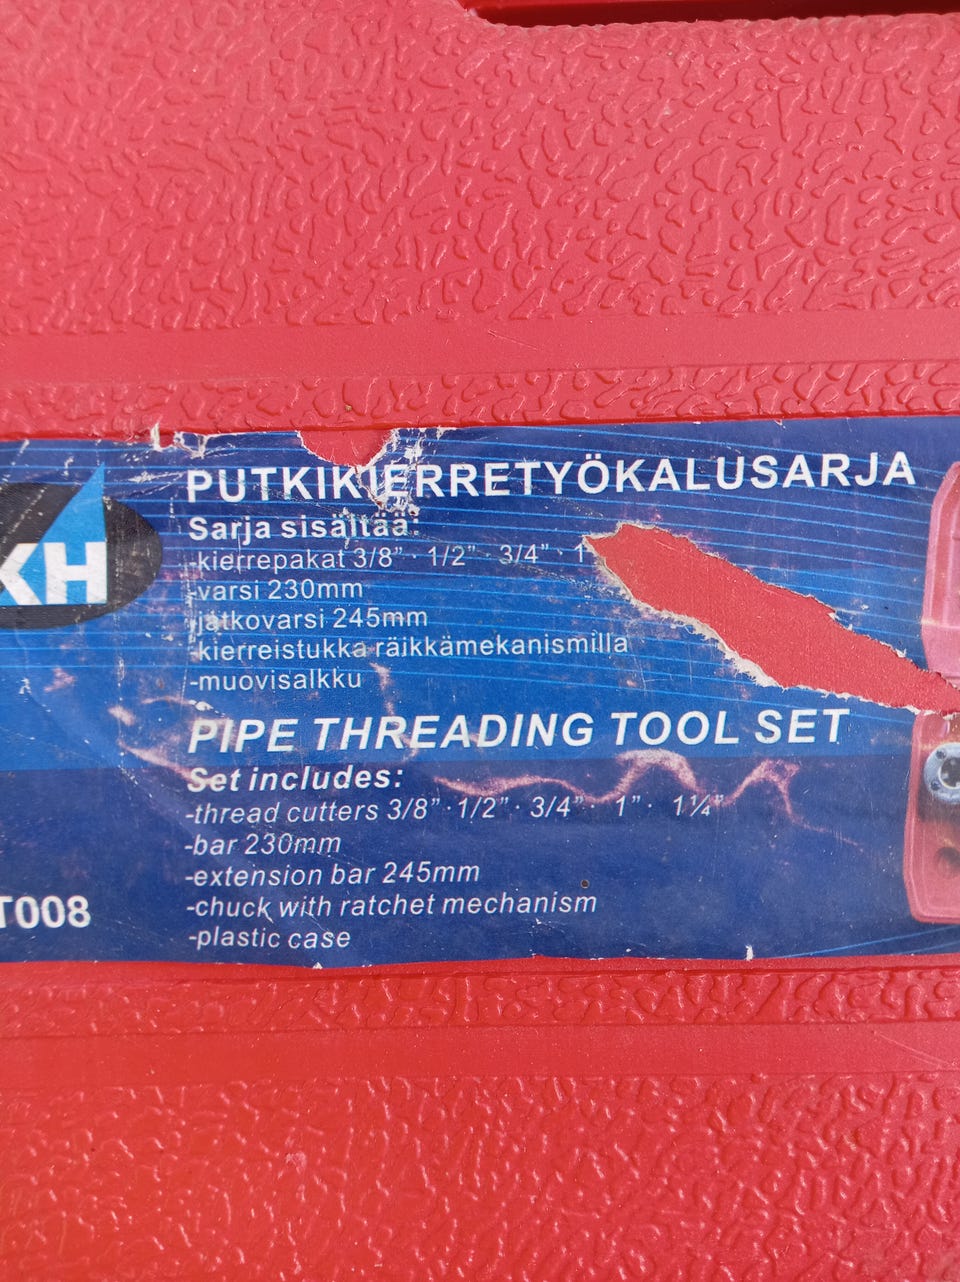 KH
PUTKIKIERRETYÖKALUSARJA
Sarja sisältää:
-kierrepakat 3/8” · 1/2” · 3/4” · 1
-varsi 230mm
-jatkovarsi 245mm
-kierreistukka räikkämekanismilla
-muovisalkku
PIPE THREADING TOOL SET
Set includes:
-thread cutters 3/8” · 1/2” · 3/4” · 1” · 1¼”
-bar 230mm
-extension bar 245mm
-chuck with ratchet mechanism
-plastic case
T008